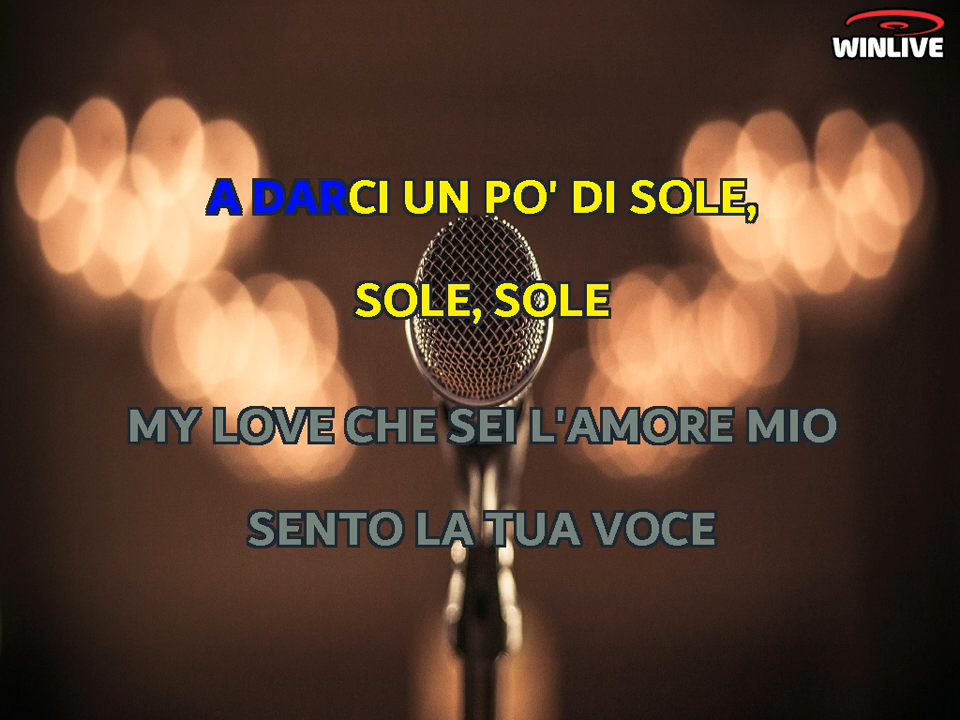 WINLIVE
A DARCI UN PO' DI SOLE,
SOLE, SOLE
MY LOVE CHE SEI L'AMORE MIO
SENTO LA TUA VOCE